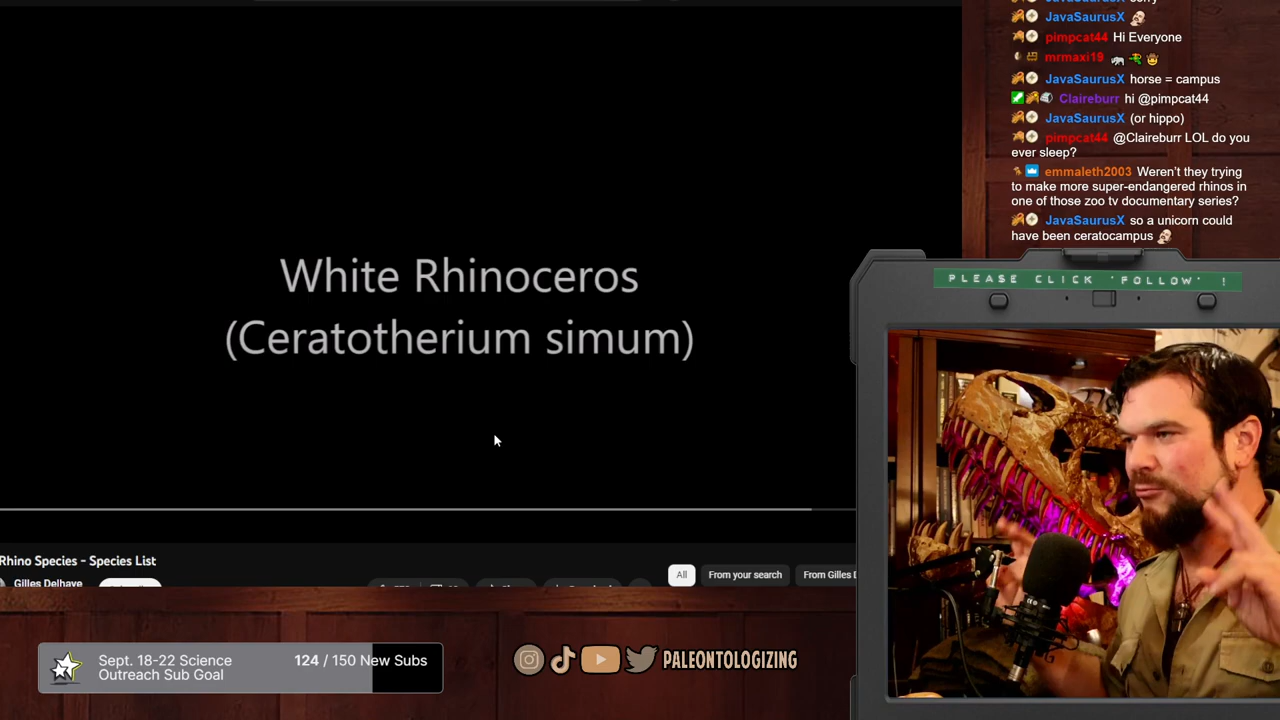 White Rhinoceros
(Ceratotherium simum)
Rhino Species - Species List
Gilles Delhaye
All
From your search
From Gilles D
JavaSaurusX
pimpcat44 Hi Everyone
mrmaxi19
JavaSaurusX horse = campus
Claireburr hi @pimpcat44
JavaSaurusX (or hippo)
pimpcat44 @Claireburr LOL do you
ever sleep?
emmaleth2003 Weren't they trying
to make more super-endangered rhinos in
one of those zoo tv documentary series?
JavaSaurusX so a unicorn could
have been ceratocampus
PLEASE CLICK 'FOLLOW' !
Sept. 18-22 Science
Outreach Sub Goal
124 / 150 New Subs
PALEONTOLOGIZING